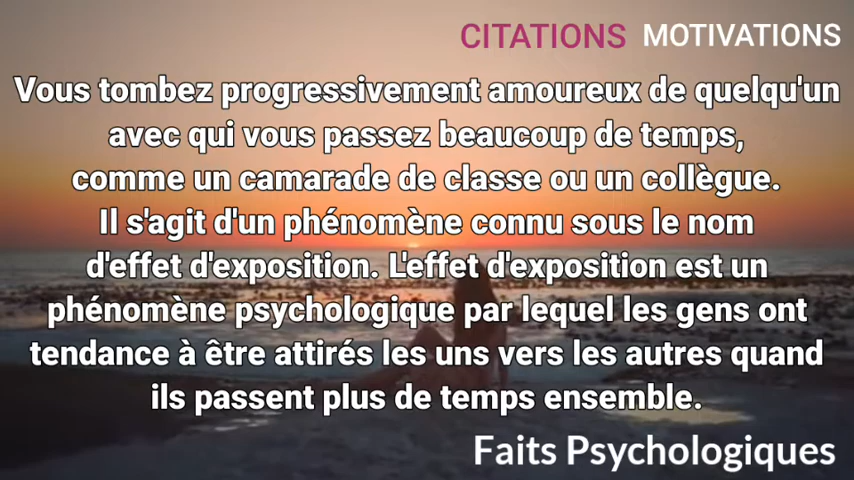 CITATIONS MOTIVATIONS
Vous tombez progressivement amoureux de quelqu'un
avec qui vous passez beaucoup de temps,
comme un camarade de classe ou un collègue.
Il s'agit d'un phénomène connu sous le nom
d'effet d'exposition. L'effet d'exposition est un
phénomène psychologique par lequel les gens ont
tendance à être attirés les uns vers les autres quand
ils passent plus de temps ensemble.
Faits Psychologiques